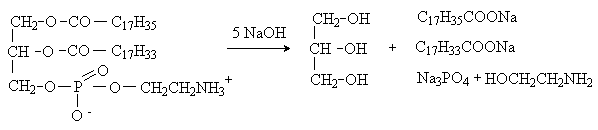 CH₂–OCO – C₁₇H₃₅ C₁₇H₃₅COONa
5 NaOH CH₂–OH
CH – O – CO – C₁₇H₃₃ CH –OH + C₁₇H₃₃COONa
O
CH₂–O – P – O – CH₂CH₂NH3+ CH₂–OH Na₃PO₄ + HOCH₂CH₂NH₂
O -